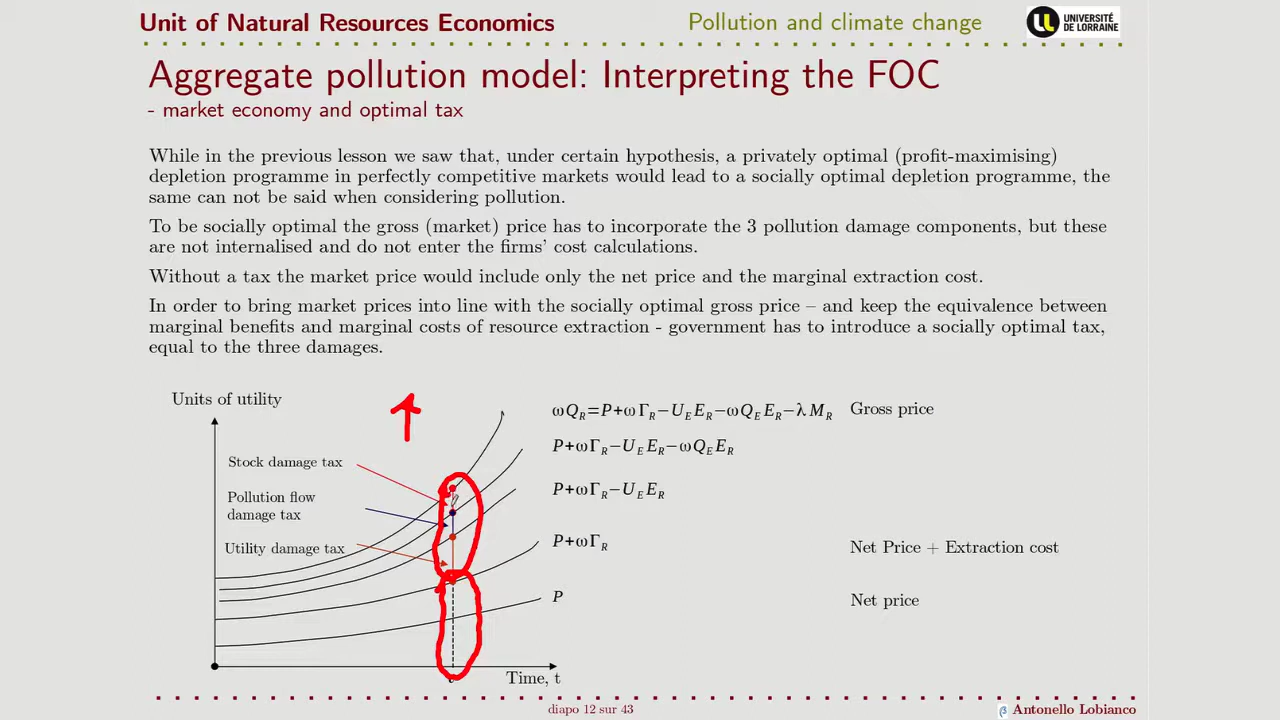 Unit of Natural Resources Economics
Pollution and climate change
UNIVERSITÉ
DE LORRAINE
Aggregate pollution model: Interpreting the FOC
- market economy and optimal tax
While in the previous lesson we saw that, under certain hypothesis, a privately optimal (profit-maximising)
depletion programme in perfectly competitive markets would lead to a socially optimal depletion programme, the
same can not be said when considering pollution.
To be socially optimal the gross (market) price has to incorporate the 3 pollution damage components, but these
are not internalised and do not enter the firms' cost calculations.
Without a tax the market price would include only the net price and the marginal extraction cost.
In order to bring market prices into line with the socially optimal gross price – and keep the equivalence between
marginal benefits and marginal costs of resource extraction - government has to introduce a socially optimal tax,
equal to the three damages.
Units of utility
ωQ_R=P+ωΓ_R−U_E E_R−ωQ_E E_R−λM_R Gross price
P+ωΓ_R−U_E E_R−ωQ_E E_R
Stock damage tax
P+ωΓ_R−U_E E_R
Pollution flow
damage tax
P+ωΓ_R Net Price + Extraction cost
Utility damage tax
P Net price
Time, t
diapo 12 sur 43
β Antonello Lobianco